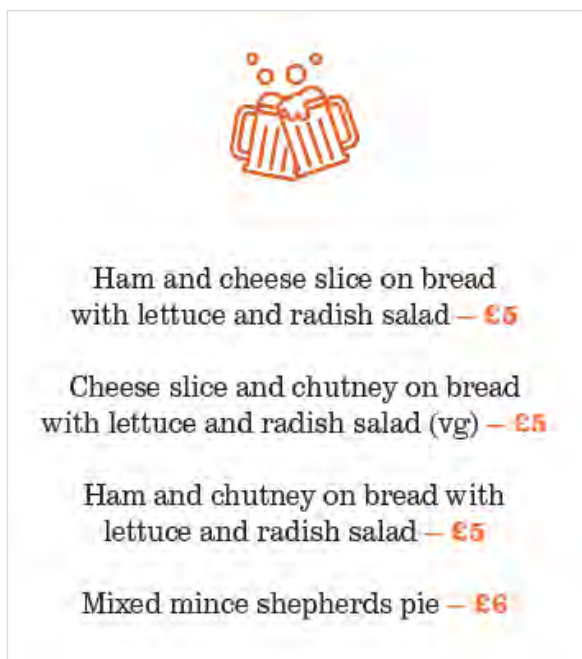 Ham and cheese slice on bread
with lettuce and radish salad – £5
Cheese slice and chutney on bread
with lettuce and radish salad (vg) – £5
Ham and chutney on bread with
lettuce and radish salad – £5
Mixed mince shepherds pie – £6